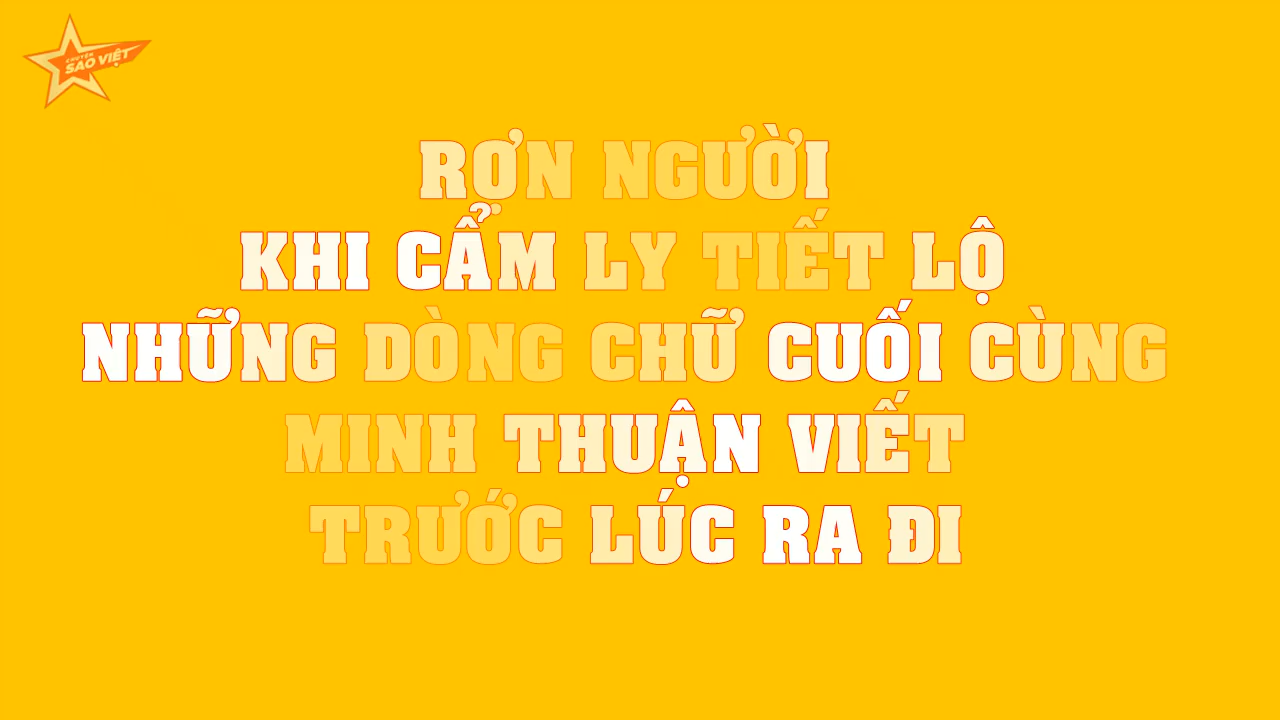 CHUYỆN
SAO VIỆT
RỢN NGƯỜI
KHI CẨM LY TIẾT LỘ
NHỮNG DÒNG CHỮ CUỐI CÙNG
MINH THUẬN VIẾT
TRƯỚC LÚC RA ĐI